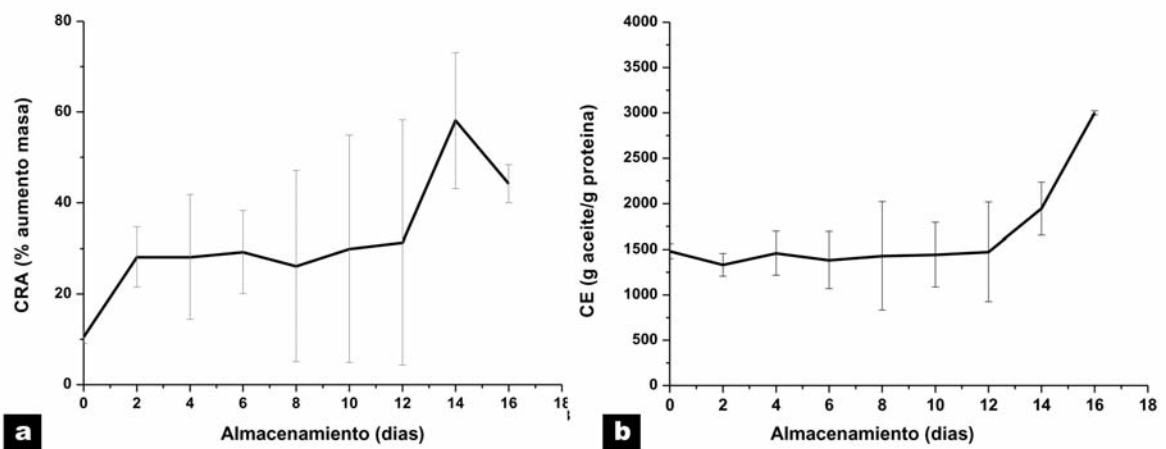 80
60
40
20
0
CRA (% aumento masa)
0 2 4 6 8 10 12 14 16 18
Almacenamiento (dias)
a
4000
3500
3000
2500
2000
1500
1000
500
0
CE (g aceite/g proteina)
0 2 4 6 8 10 12 14 16 18
Almacenamiento (dias)
b